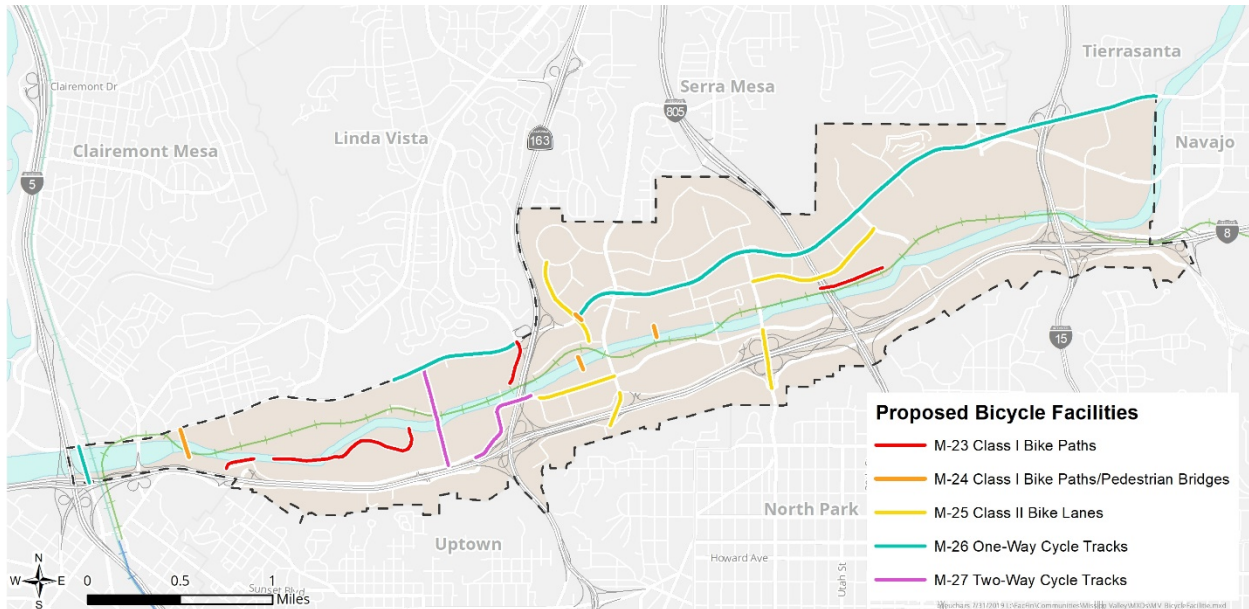 Tierrasanta
Serra Mesa
Clairemont Dr
805
Linda Vista
163
Navajo
Clairemont Mesa
5
8
15
Proposed Bicycle Facilities
M-23 Class I Bike Paths
M-24 Class I Bike Paths/Pedestrian Bridges
North Park
M-25 Class II Bike Lanes
Uptown
M-26 One-Way Cycle Tracks
Howard Ave
N
W E
S
0 0.5 1
Miles
Sunset Blvd
Utah St
M-27 Two-Way Cycle Tracks